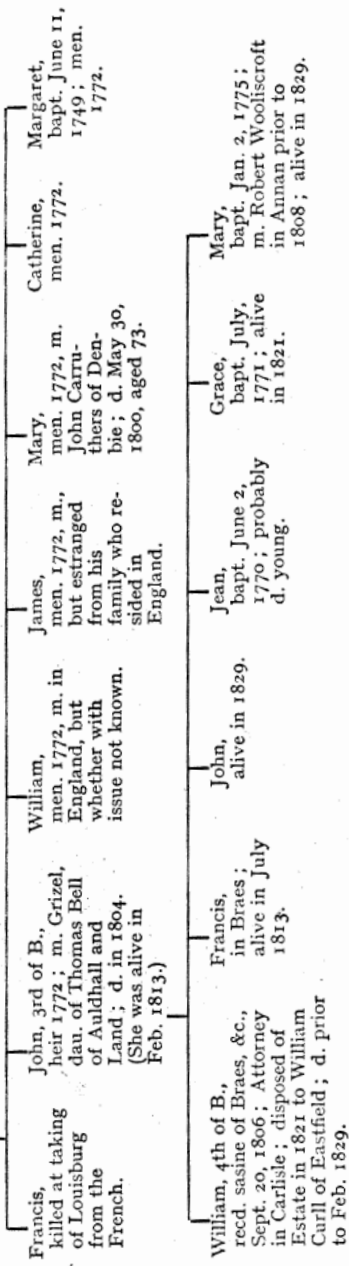 Francis,
killed at taking
of Louisburg
from the
French.
John, 3rd of B.,
heir 1772 ; m. Grizel,
dau. of Thomas Bell
of Auldhall and
Land ; d. in 1804.
(She was alive in
Feb. 1813.)
William,
men. 1772, m. in
England, but
whether with
issue not known.
James,
men. 1772, m.,
but estranged
from his
family who re-
sided in
England.
Mary,
men. 1772, m.
John Carru-
thers of Den-
bie ; d. May 30,
1800, aged 73.
Catherine,
men. 1772.
Margaret,
bapt. June 11,
1749 ; men.
1772.
William, 4th of B.,
recd. sasine of Braes, &c.,
Sept. 20, 1806 ; Attorney
in Carlisle ; disposed of
Estate in 1821 to William
Curll of Eastfield ; d. prior
to Feb. 1829.
Francis,
in Braes ;
alive in July
1813.
John,
alive in 1829.
Jean,
bapt. June 2,
1770 ; probably
d. young.
Grace,
bapt. July,
1771 ; alive
in 1821.
Mary,
bapt. Jan. 2, 1775 ;
m. Robert Wooliscroft
in Annan prior to
1808 ; alive in 1829.